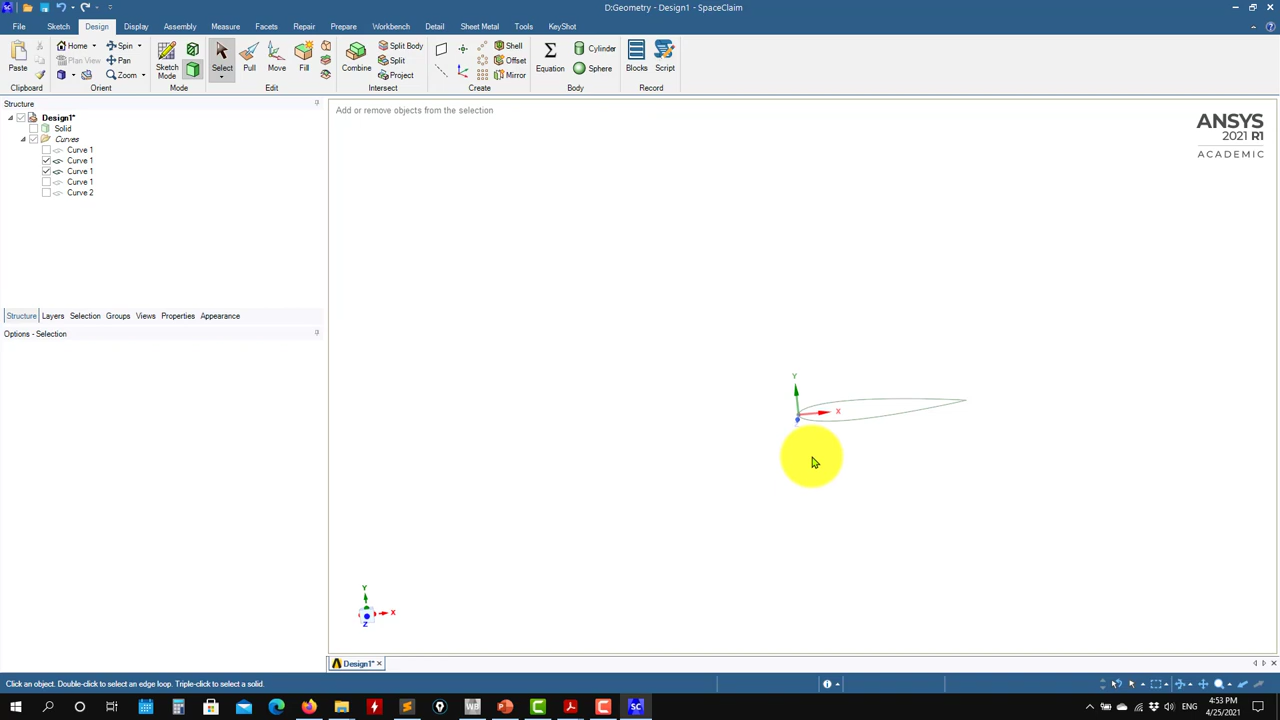 D:Geometry - Design1 - SpaceClaim
File Sketch Design Display Assembly Measure Facets Repair Prepare Workbench Detail Tools Sheet Metal KeyShot
Home Spin Split Body Shell Cylinder
Plan View Pan Split Offset
Paste Sketch Mode Select Pull Move Fill Combine Equation Sphere Blocks Script
Zoom Project Mirror
Clipboard Orient Mode Edit Intersect Create Body Record
Structure
Add or remove objects from the selection
Design1*
Solid
Curves
Curve 1
Curve 1
Curve 1
Curve 1
Curve 2
ANSYS
2021 R1
ACADEMIC
Structure Layers Selection Groups Views Properties Appearance
Options - Selection
Y
X
Y
X
Z
Design1*
Click an object. Double-click to select an edge loop. Triple-click to select a solid.
ENG
4:53 PM
4/25/2021